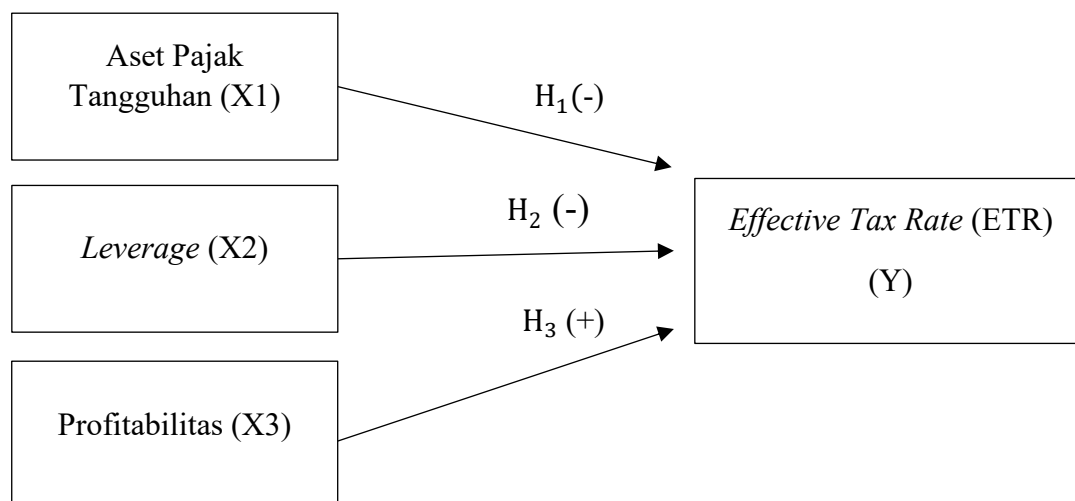 Aset Pajak
Tangguhan (X1)
H₁(-)
Leverage (X2)
H₂ (-)
Effective Tax Rate (ETR)
(Y)
H₃ (+)
Profitabilitas (X3)